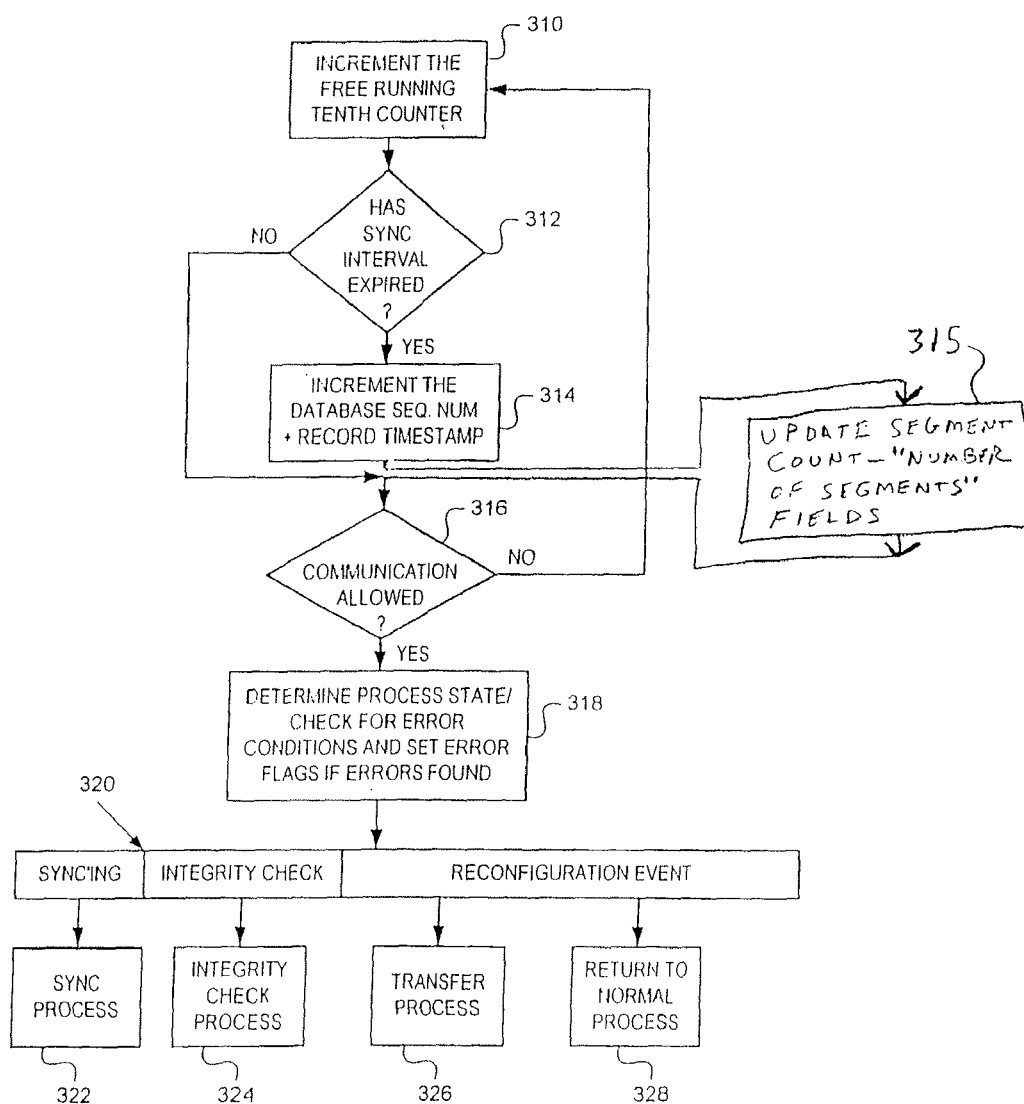 310
INCREMENT THE
FREE RUNNING
TENTH COUNTER
HAS
SYNC
INTERVAL
EXPIRED
?
312
NO
YES
INCREMENT THE
DATABASE SEQ. NUM
+ RECORD TIMESTAMP
314
315
UPDATE SEGMENT
COUNT-"NUMBER
OF SEGMENTS"
FIELDS
316
COMMUNICATION
ALLOWED
?
NO
YES
DETERMINE PROCESS STATE/
CHECK FOR ERROR
CONDITIONS AND SET ERROR
FLAGS IF ERRORS FOUND
318
320
SYNC'ING
INTEGRITY CHECK
RECONFIGURATION EVENT
SYNC
PROCESS
INTEGRITY
CHECK
PROCESS
TRANSFER
PROCESS
RETURN TO
NORMAL
PROCESS
322
324
326
328